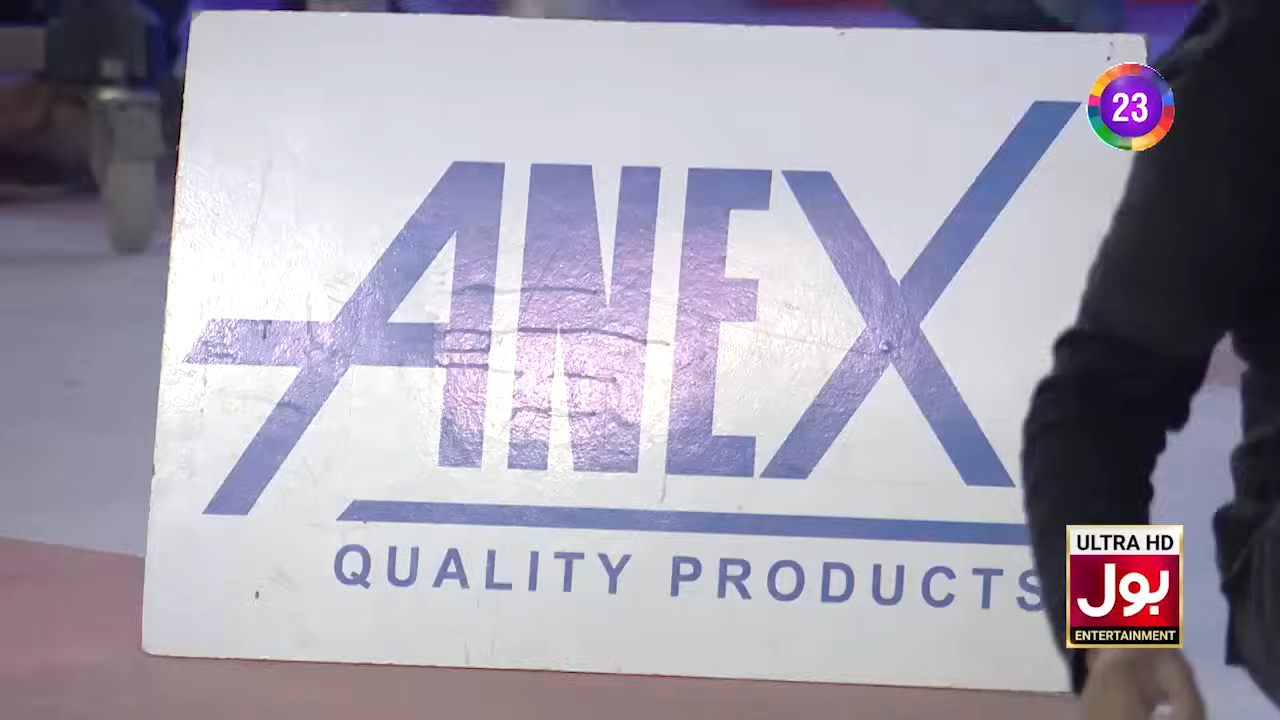 23
ANEX
QUALITY PRODUCTS
ULTRA HD
بول
ENTERTAINMENT